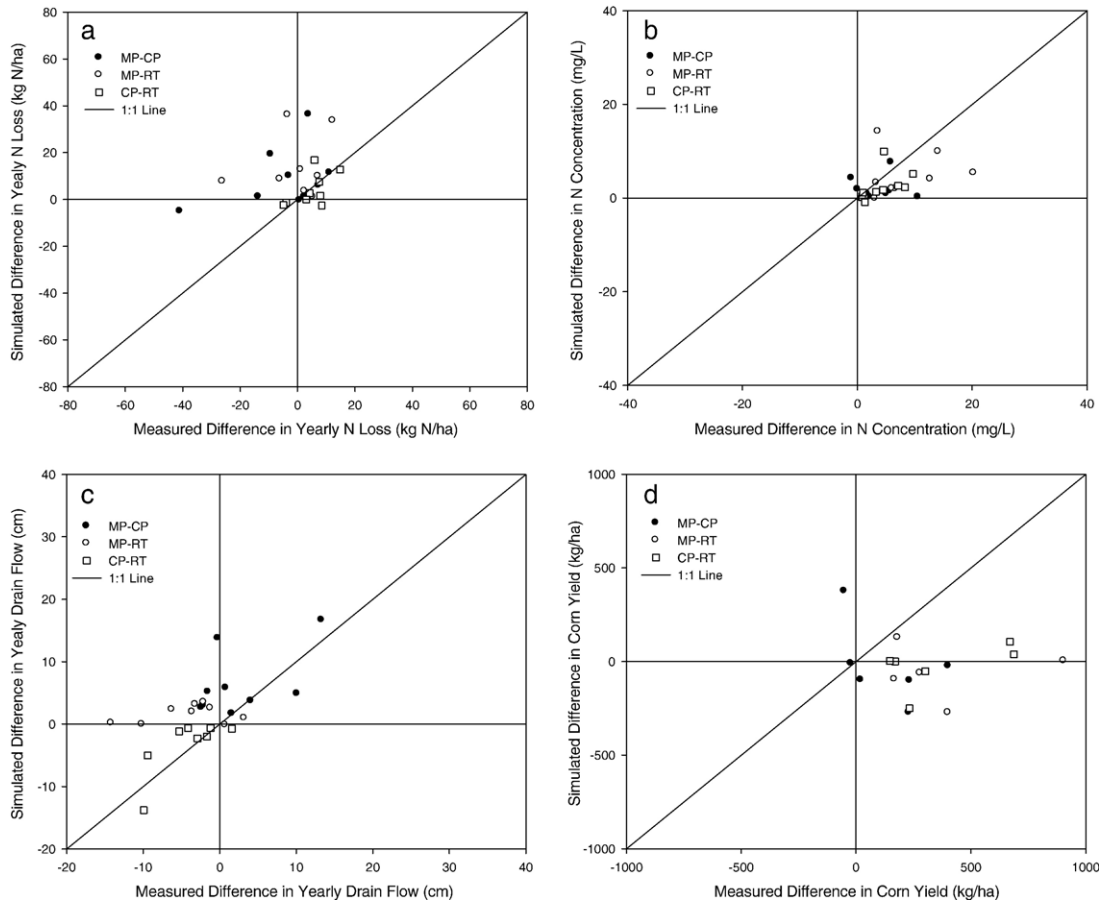 a
MP-CP
MP-RT
CP-RT
1:1 Line
80
60
40
20
0
-20
-40
-60
-80
-80 -60 -40 -20 0 20 40 60 80
Simulated Difference in Yealy N Loss (kg N/ha)
Measured Difference in Yearly N Loss (kg N/ha)
b
MP-CP
MP-RT
CP-RT
1:1 Line
40
20
0
-20
-40
-40 -20 0 20 40
Simulated Difference in N Concentration (mg/L)
Measured Difference in N Concentration (mg/L)
c
MP-CP
MP-RT
CP-RT
1:1 Line
40
30
20
10
0
-10
-20
-20 -10 0 10 20 30 40
Simulated Difference in Yealy Drain Flow (cm)
Measured Difference in Yearly Drain Flow (cm)
d
MP-CP
MP-RT
CP-RT
1:1 Line
1000
500
0
-500
-1000
-1000 -500 0 500 1000
Simulated Difference in Corn Yield (kg/ha)
Measured Difference in Corn Yield (kg/ha)